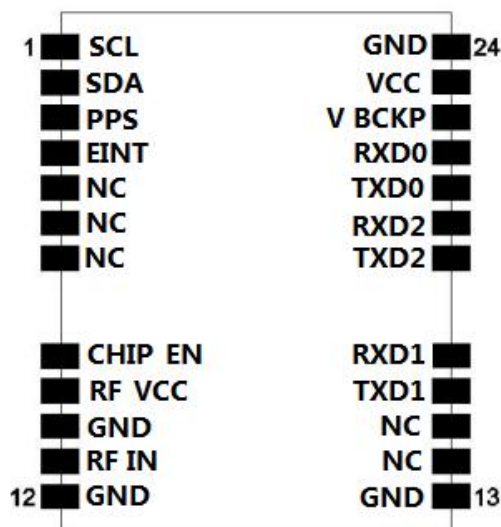 1 SCL GND 24
SDA VCC
PPS V BCKP
EINT RXD0
NC TXD0
NC RXD2
NC TXD2
CHIP EN RXD1
RF VCC TXD1
GND NC
RF IN NC
12 GND GND 13